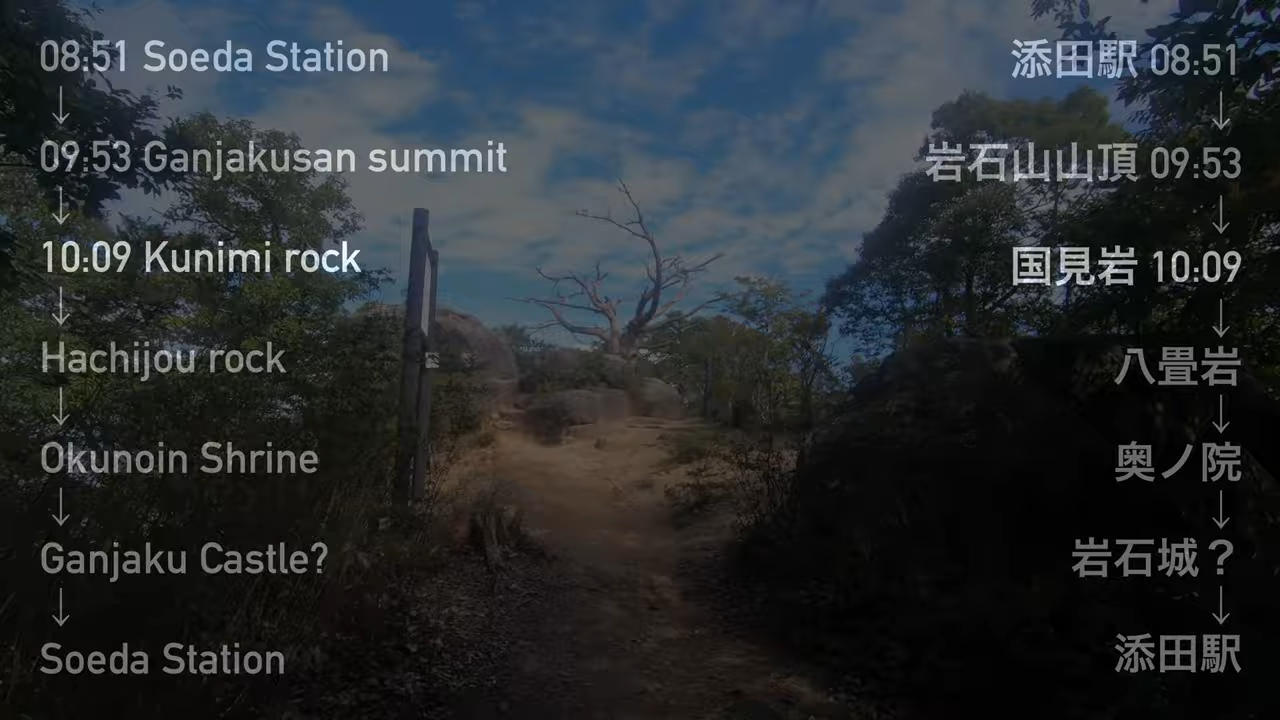 08:51 Soeda Station
↓
09:53 Ganjakusan summit
↓
10:09 Kunimi rock
↓
Hachijou rock
↓
Okunoin Shrine
↓
Ganjaku Castle?
↓
Soeda Station
添田駅 08:51
↓
岩石山山頂 09:53
↓
国見岩 10:09
↓
八畳岩
↓
奥ノ院
↓
岩石城？
↓
添田駅